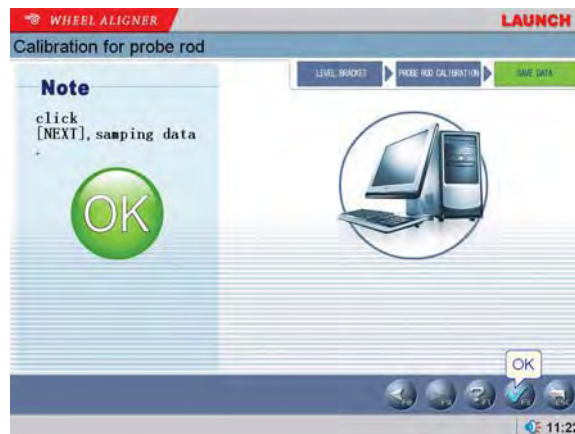 WHEEL ALIGNER
LAUNCH
Calibration for probe rod
LEVEL BRACKET
PROBE ROD CALIBRATION
SAVE DATA
Note
click
[NEXT], samping data
.
OK
OK
11:22